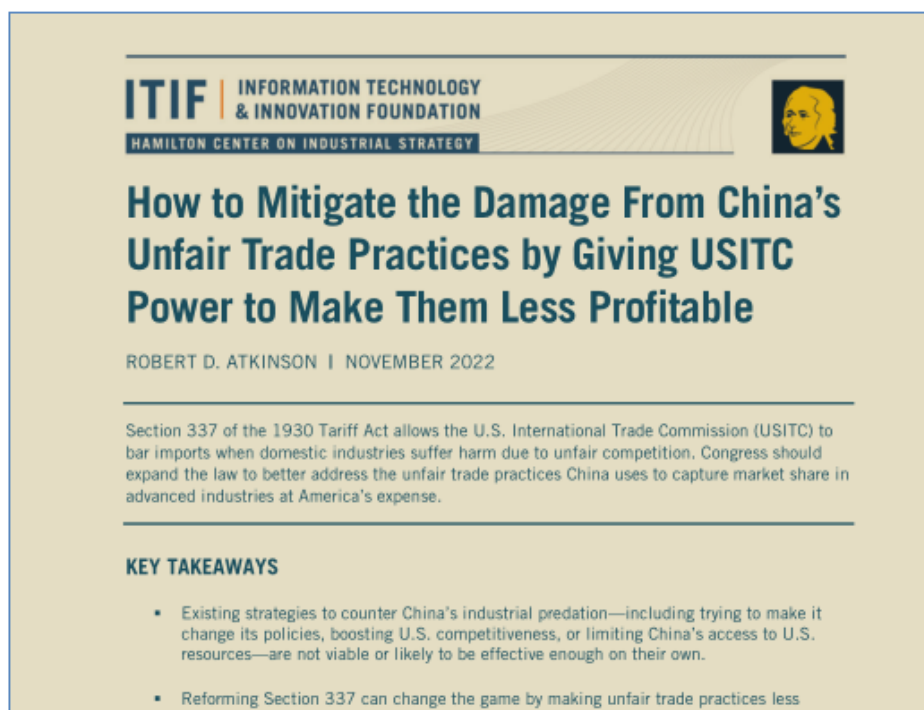 ITIF
INFORMATION TECHNOLOGY
& INNOVATION FOUNDATION
HAMILTON CENTER ON INDUSTRIAL STRATEGY
How to Mitigate the Damage From China’s
Unfair Trade Practices by Giving USITC
Power to Make Them Less Profitable
ROBERT D. ATKINSON | NOVEMBER 2022
Section 337 of the 1930 Tariff Act allows the U.S. International Trade Commission (USITC) to
bar imports when domestic industries suffer harm due to unfair competition. Congress should
expand the law to better address the unfair trade practices China uses to capture market share in
advanced industries at America’s expense.
KEY TAKEAWAYS
▪ Existing strategies to counter China’s industrial predation—including trying to make it
change its policies, boosting U.S. competitiveness, or limiting China’s access to U.S.
resources—are not viable or likely to be effective enough on their own.
▪ Reforming Section 337 can change the game by making unfair trade practices less